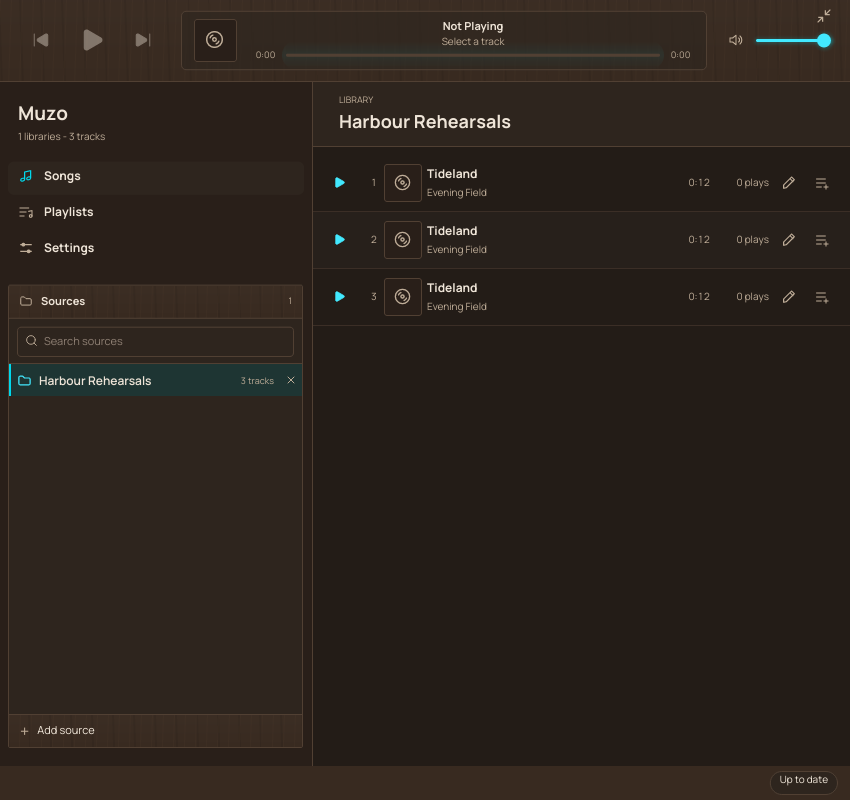 Not Playing
Select a track
0:00
0:00
Muzo
1 libraries - 3 tracks
Songs
Playlists
Settings
Sources
1
Search sources
Harbour Rehearsals
3 tracks
Add source
LIBRARY
Harbour Rehearsals
1
Tideland
Evening Field
0:12
0 plays
2
Tideland
Evening Field
0:12
0 plays
3
Tideland
Evening Field
0:12
0 plays
Up to date